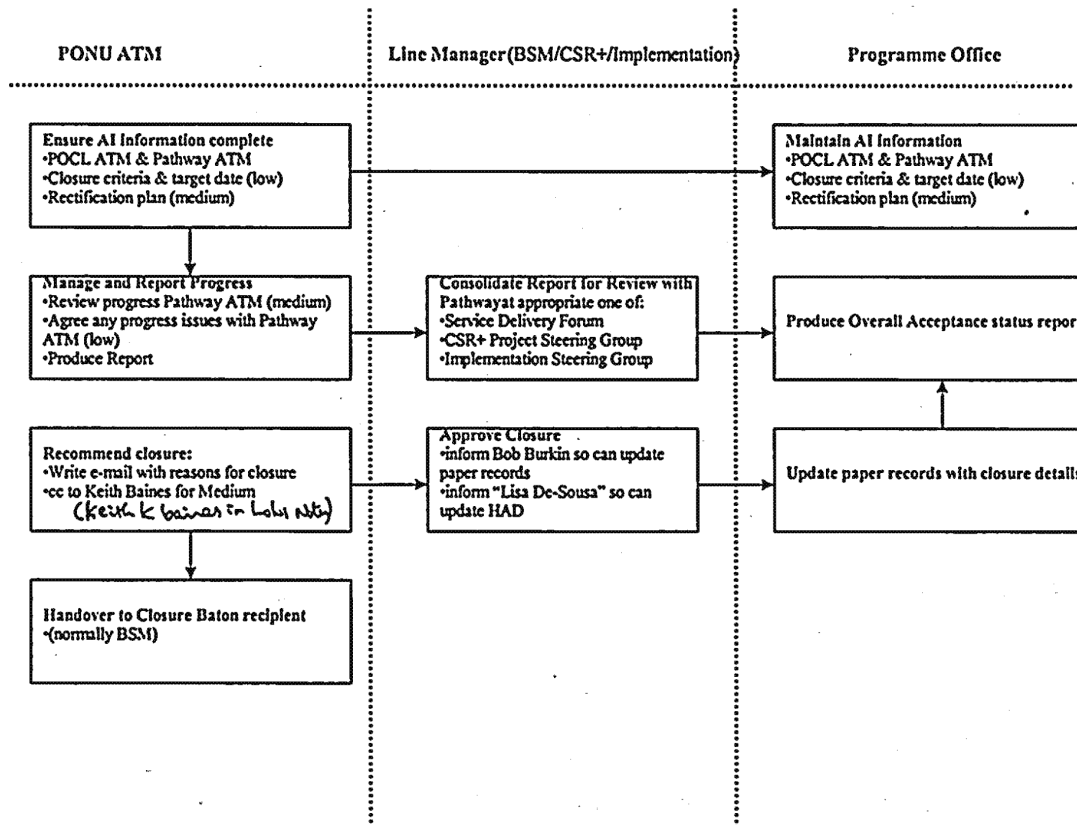 PONU ATM
Line Manager(BSM/CSR+/Implementation)
Programme Office
Ensure AI Information complete
•POCL ATM & Pathway ATM
•Closure criteria & target date (low)
•Rectification plan (medium)
Maintain AI Information
•POCL ATM & Pathway ATM
•Closure criteria & target date (low)
•Rectification plan (medium)
Manage and Report Progress
•Review progress Pathway ATM (medium)
•Agree any progress issues with Pathway
ATM (low)
•Produce Report
Consolidate Report for Review with
Pathwayat appropriate one of:
•Service Delivery Forum
•CSR+ Project Steering Group
•Implementation Steering Group
Produce Overall Acceptance status report
Recommend closure:
•Write e-mail with reasons for closure
•cc to Keith Baines for Medium
(Keith K baines in Lotus Notes)
Approve Closure
•inform Bob Burkin so can update
paper records
•inform “Lisa De-Sousa” so can
update HAD
Update paper records with closure details
Handover to Closure Baton recipient
•(normally BSM)